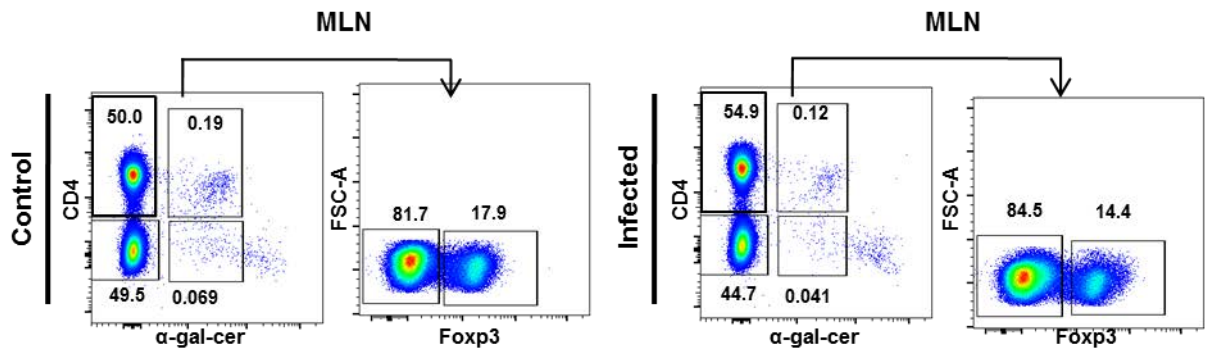 MLN
Control
CD4
50.0
0.19
49.5
0.069
α-gal-cer
FSC-A
81.7
17.9
Foxp3
MLN
Infected
CD4
54.9
0.12
44.7
0.041
α-gal-cer
FSC-A
84.5
14.4
Foxp3